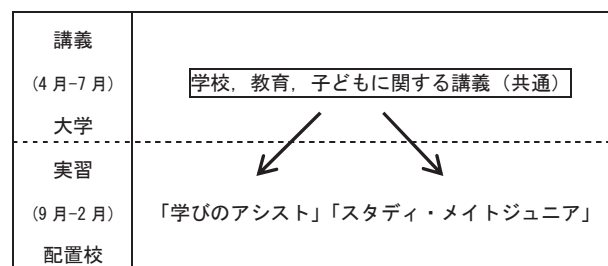 講義
(4月-7月)
大学
学校，教育，子どもに関する講義（共通）
実習
(9月-2月)
配置校
「学びのアシスト」「スタディ・メイトジュニア」